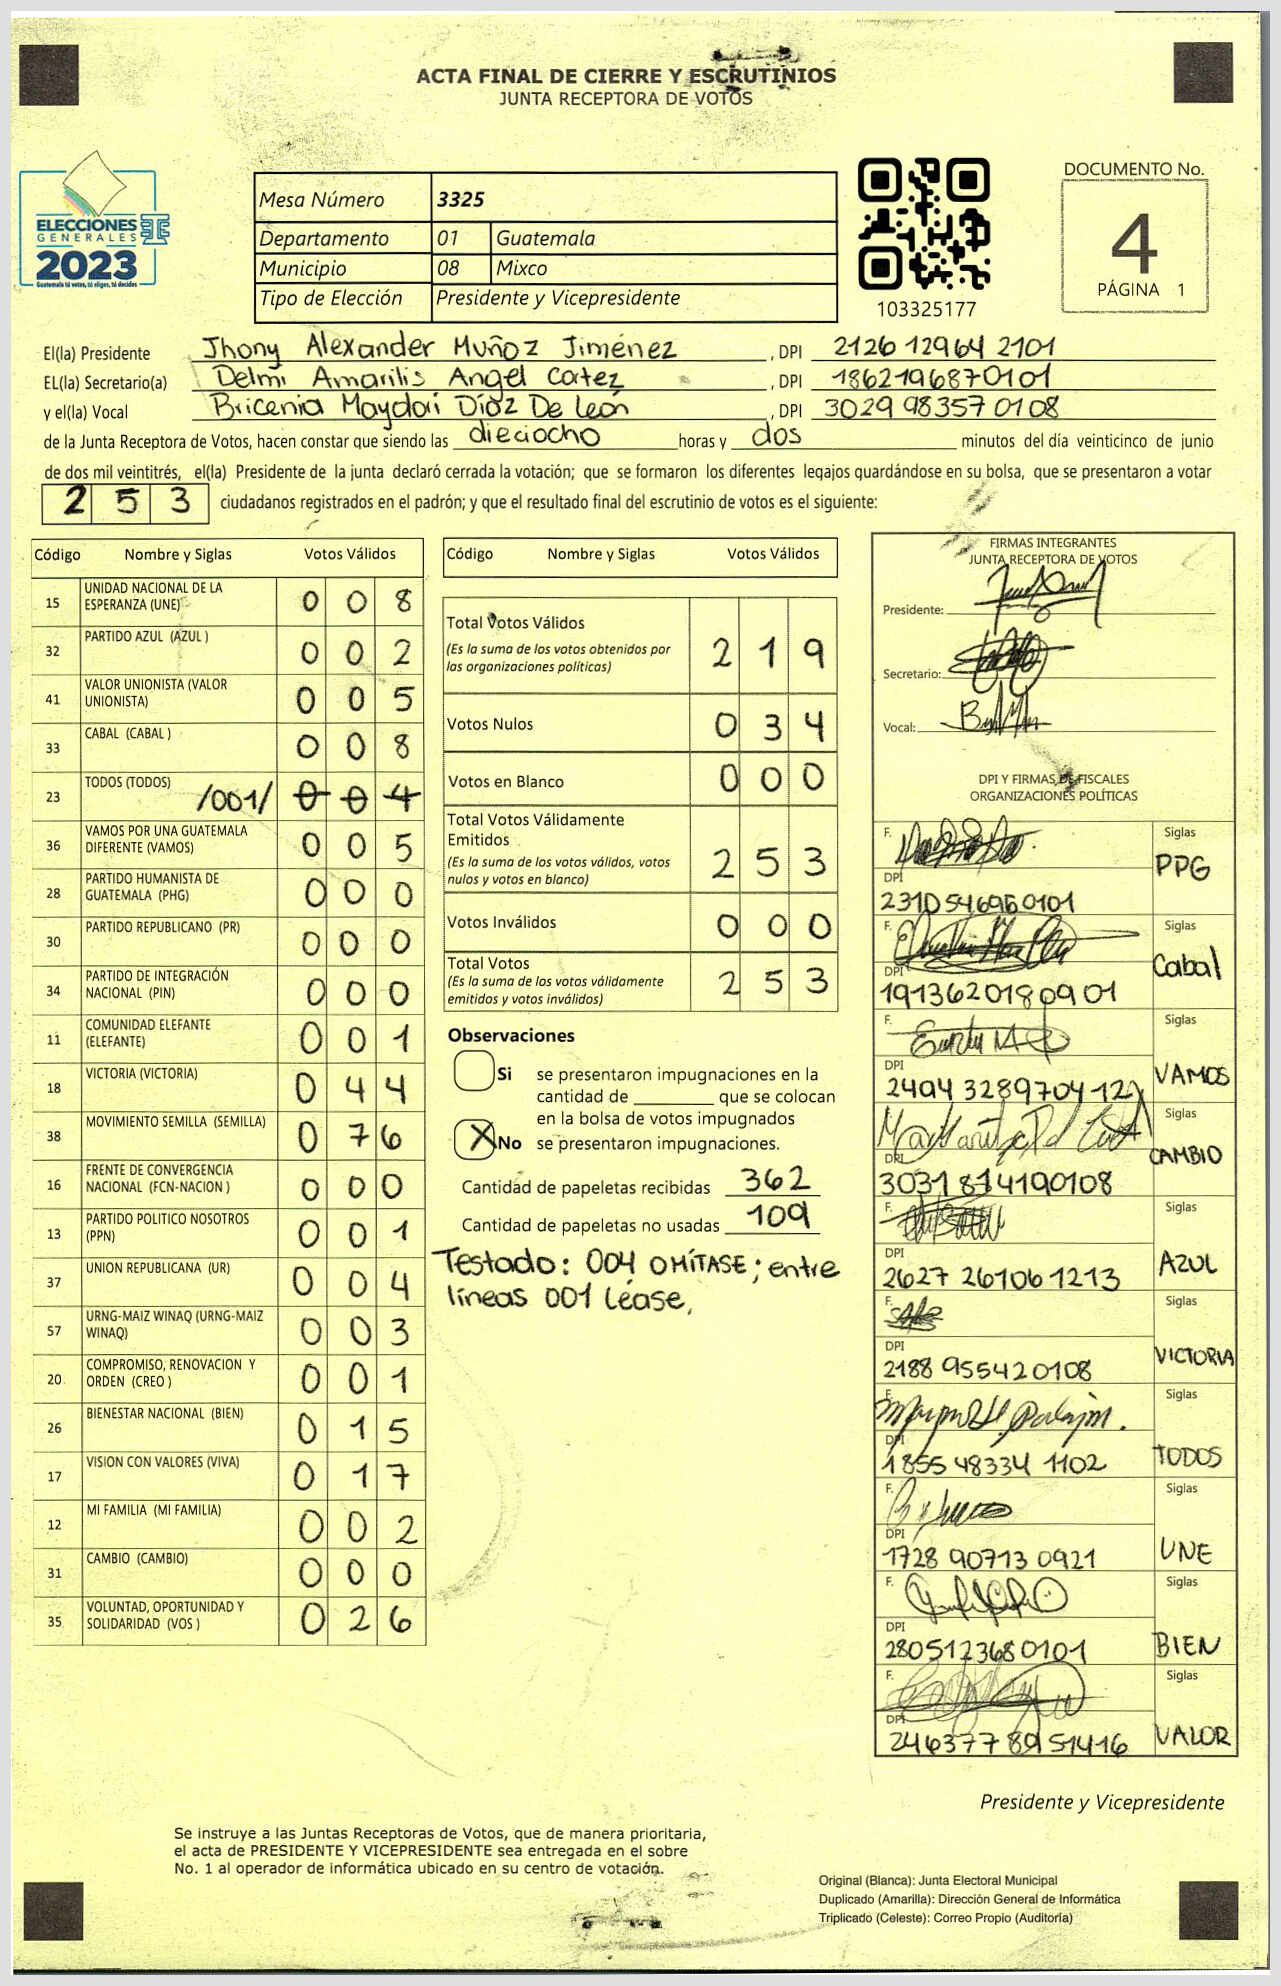 ACTA FINAL DE CIERRE Y ESCRUTINIOS
JUNTA RECEPTORA DE VOTOS
ELECCIONES
GENERALES
2023
Guatemala tú votas, tú eliges, tú decides
Mesa Número 3325
Departamento 01 Guatemala
Municipio 08 Mixco
Tipo de Elección Presidente y Vicepresidente
103325177
DOCUMENTO No.
4
PÁGINA 1
El(la) Presidente Jhony Alexander Muñoz Jiménez , DPI 2126 12964 2101
EL(la) Secretario(a) Delmi Amarilis Angel Cortez , DPI 1862196870101
y el(la) Vocal Bricenia Maydari Díaz De León , DPI 3029 98357 0108
de la Junta Receptora de Votos, hacen constar que siendo las dieciocho horas y dos minutos del día veinticinco de junio
de dos mil veintitrés, el(la) Presidente de la junta declaró cerrada la votación; que se formaron los diferentes legajos guardándose en su bolsa, que se presentaron a votar
253 ciudadanos registrados en el padrón; y que el resultado final del escrutinio de votos es el siguiente:
Código Nombre y Siglas Votos Válidos
15 UNIDAD NACIONAL DE LA ESPERANZA (UNE) 0 0 8
32 PARTIDO AZUL (AZUL ) 0 0 2
41 VALOR UNIONISTA (VALOR UNIONISTA) 0 0 5
33 CABAL (CABAL ) 0 0 8
23 TODOS (TODOS) /001/ 0 0 4
36 VAMOS POR UNA GUATEMALA DIFERENTE (VAMOS) 0 0 5
28 PARTIDO HUMANISTA DE GUATEMALA (PHG) 0 0 0
30 PARTIDO REPUBLICANO (PR) 0 0 0
34 PARTIDO DE INTEGRACIÓN NACIONAL (PIN) 0 0 0
11 COMUNIDAD ELEFANTE (ELEFANTE) 0 0 1
18 VICTORIA (VICTORIA) 0 4 4
38 MOVIMIENTO SEMILLA (SEMILLA) 0 7 6
16 FRENTE DE CONVERGENCIA NACIONAL (FCN-NACION ) 0 0 0
13 PARTIDO POLITICO NOSOTROS (PPN) 0 0 1
37 UNION REPUBLICANA (UR) 0 0 4
57 URNG-MAIZ WINAQ (URNG-MAIZ WINAQ) 0 0 3
20 COMPROMISO, RENOVACION Y ORDEN (CREO ) 0 0 1
26 BIENESTAR NACIONAL (BIEN) 0 1 5
17 VISION CON VALORES (VIVA) 0 1 7
12 MI FAMILIA (MI FAMILIA) 0 0 2
31 CAMBIO (CAMBIO) 0 0 0
35 VOLUNTAD, OPORTUNIDAD Y SOLIDARIDAD (VOS ) 0 2 6
Código Nombre y Siglas Votos Válidos
Total Votos Válidos 2 1 9
(Es la suma de los votos obtenidos por
las organizaciones políticas)
Votos Nulos 0 3 4
Votos en Blanco 0 0 0
Total Votos Válidamente
Emitidos 2 5 3
(Es la suma de los votos válidos, votos
nulos y votos en blanco)
Votos Inválidos 0 0 0
Total Votos 2 5 3
(Es la suma de los votos válidamente
emitidos y votos inválidos)
Observaciones
Si se presentaron impugnaciones en la
cantidad de que se colocan
en la bolsa de votos impugnados
X No se presentaron impugnaciones.
Cantidad de papeletas recibidas 362
Cantidad de papeletas no usadas 109
Testado: 004 OMÍTASE; entre
líneas 001 Léase,
FIRMAS INTEGRANTES
JUNTA RECEPTORA DE VOTOS
Presidente:
Secretario:
Vocal:
DPI Y FIRMAS DE FISCALES
ORGANIZACIONES POLÍTICAS
F. Siglas
PPG
DPI
F. Siglas
Cabal
DPI
1913620180901
F. Siglas
VAMOS
DPI
2494 3289704 12
F. Siglas
CAMBIO
DPI
3031 814190108
F. Siglas
AZUL
DPI
2627 26106 1213
F. Siglas
VICTORIA
DPI
2188 955420108
F. Siglas
TODOS
DPI
1855 48334 1102
F. Siglas
UNE
DPI
1728 90713 0921
F. Siglas
BIEN
DPI
2805123680101
F. Siglas
VALOR
DPI
246377 8951416
Presidente y Vicepresidente
Se instruye a las Juntas Receptoras de Votos, que de manera prioritaria,
el acta de PRESIDENTE Y VICEPRESIDENTE sea entregada en el sobre
No. 1 al operador de informática ubicado en su centro de votación.
Original (Blanca): Junta Electoral Municipal
Duplicado (Amarilla): Dirección General de Informática
Triplicado (Celeste): Correo Propio (Auditoría)